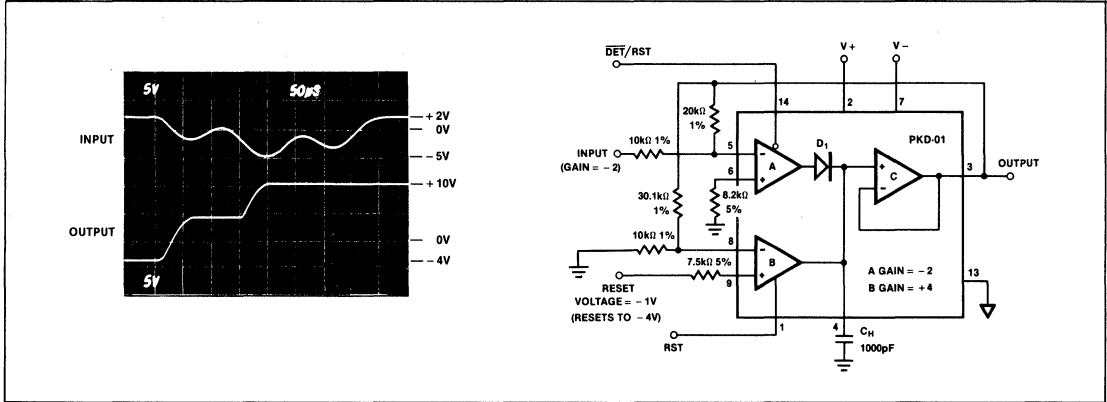 5V 50µS
INPUT
+ 2V
0V
− 5V
+ 10V
OUTPUT
0V
− 4V
5V
DET/RST
V+
V−
14
2
7
20kΩ
1%
PKD-01
10kΩ 1%
INPUT
(GAIN = −2)
5
−
A
+
6
D1
+
C
−
3
OUTPUT
30.1kΩ
1%
8.2kΩ
5%
10kΩ 1%
8
−
B
+
7.5kΩ 5%
9
RESET
VOLTAGE = − 1V
(RESETS TO − 4V)
A GAIN = −2
B GAIN = +4
13
RST
1
4
CH
1000pF